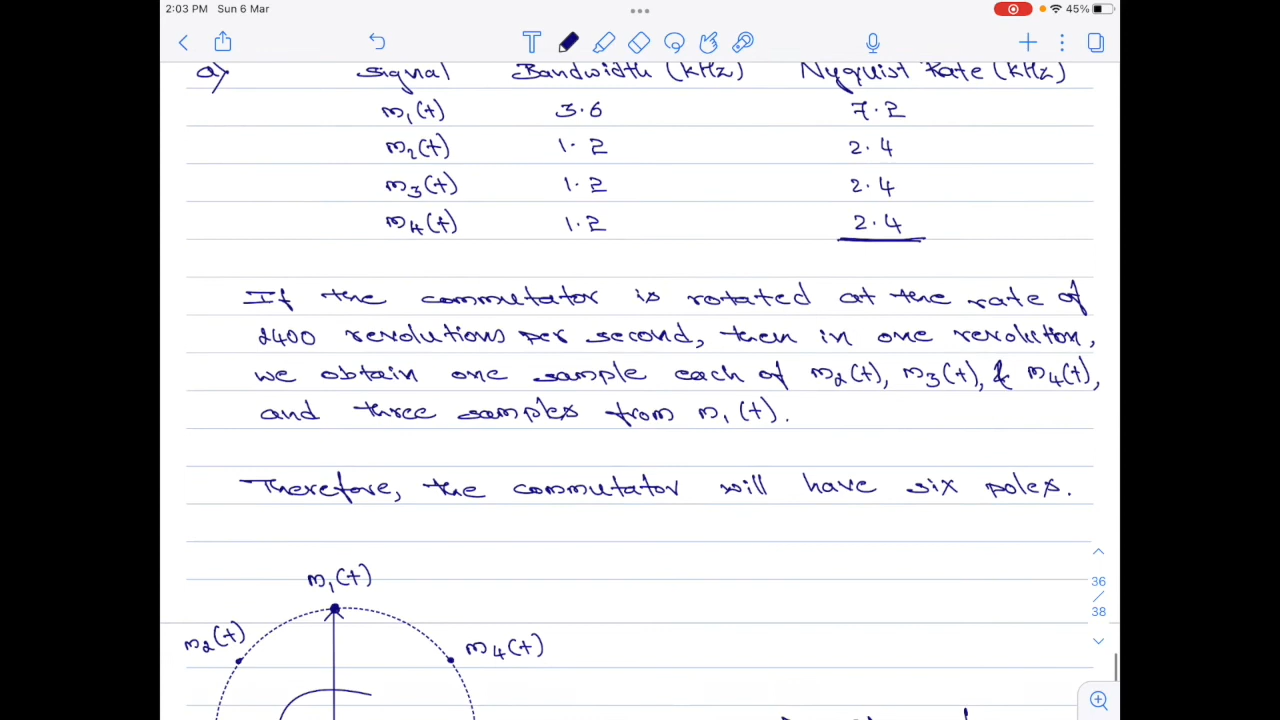 2:03 PM Sun 6 Mar
45%
a) Signal Bandwidth (kHz) Nyquist Rate (kHz)
m₁(t) 3.6 7.2
m₂(t) 1.2 2.4
m₃(t) 1.2 2.4
m₄(t) 1.2 2.4
If the commutator is rotated at the rate of
2400 revolutions per second, then in one revolution,
we obtain one sample each of m₂(t), m₃(t), & m₄(t),
and three samples from m₁(t).
Therefore, the commutator will have six poles.
m₁(t)
m₂(t)
m₄(t)
36
/
38